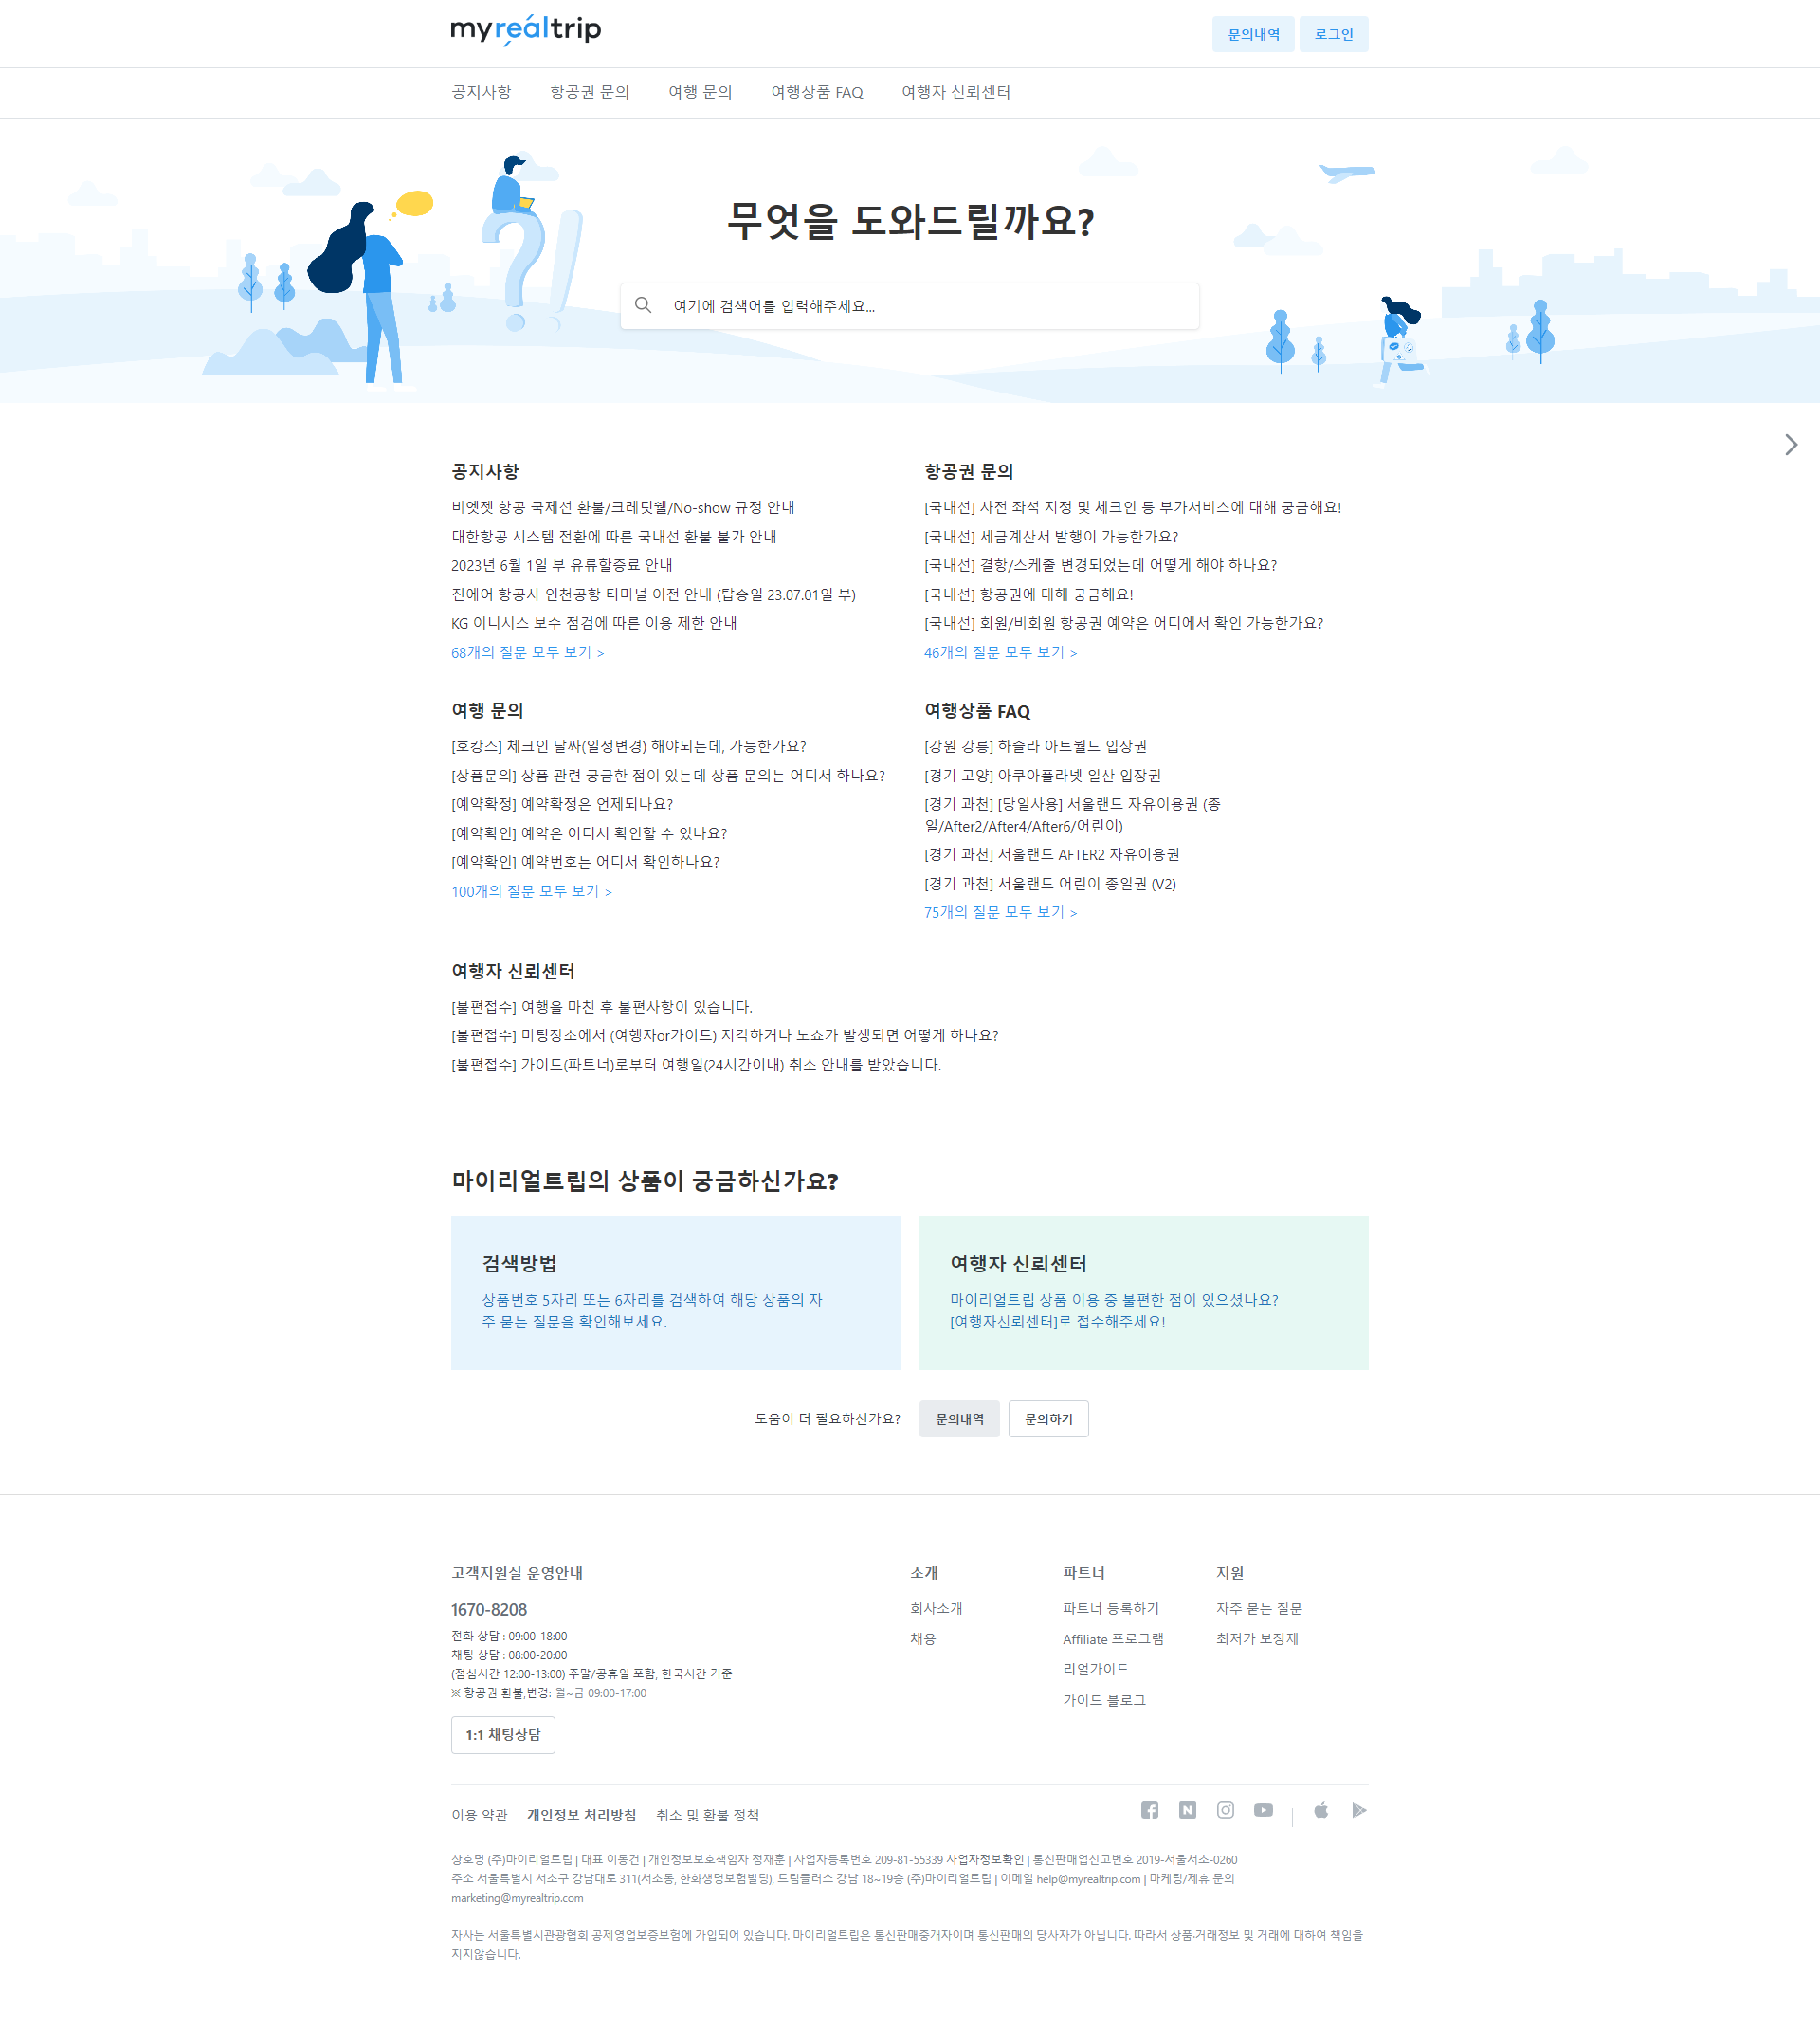 myrealtrip
문의내역 로그인
공지사항 항공권 문의 여행 문의 여행상품 FAQ 여행자 신뢰센터
무엇을 도와드릴까요?
여기에 검색어를 입력해주세요...
공지사항
비엣젯 항공 국제선 환불/크레딧쉘/No-show 규정 안내
대한항공 시스템 전환에 따른 국내선 환불 불가 안내
2023년 6월 1일 부 유류할증료 안내
진에어 항공사 인천공항 터미널 이전 안내 (탑승일 23.07.01일 부)
KG 이니시스 보수 점검에 따른 이용 제한 안내
68개의 질문 모두 보기 >
항공권 문의
[국내선] 사전 좌석 지정 및 체크인 등 부가서비스에 대해 궁금해요!
[국내선] 세금계산서 발행이 가능한가요?
[국내선] 결항/스케줄 변경되었는데 어떻게 해야 하나요?
[국내선] 항공권에 대해 궁금해요!
[국내선] 회원/비회원 항공권 예약은 어디에서 확인 가능한가요?
46개의 질문 모두 보기 >
여행 문의
[호캉스] 체크인 날짜(일정변경) 해야되는데, 가능한가요?
[상품문의] 상품 관련 궁금한 점이 있는데 상품 문의는 어디서 하나요?
[예약확정] 예약확정은 언제되나요?
[예약확인] 예약은 어디서 확인할 수 있나요?
[예약확인] 예약번호는 어디서 확인하나요?
100개의 질문 모두 보기 >
여행상품 FAQ
[강원 강릉] 하슬라 아트월드 입장권
[경기 고양] 아쿠아플라넷 일산 입장권
[경기 과천] [당일사용] 서울랜드 자유이용권 (종
일/After2/After4/After6/어린이)
[경기 과천] 서울랜드 AFTER2 자유이용권
[경기 과천] 서울랜드 어린이 종일권 (V2)
75개의 질문 모두 보기 >
여행자 신뢰센터
[불편접수] 여행을 마친 후 불편사항이 있습니다.
[불편접수] 미팅장소에서 (여행자or가이드) 지각하거나 노쇼가 발생되면 어떻게 하나요?
[불편접수] 가이드(파트너)로부터 여행일(24시간이내) 취소 안내를 받았습니다.
마이리얼트립의 상품이 궁금하신가요?
검색방법
상품번호 5자리 또는 6자리를 검색하여 해당 상품의 자
주 묻는 질문을 확인해보세요.
여행자 신뢰센터
마이리얼트립 상품 이용 중 불편한 점이 있으셨나요?
[여행자신뢰센터]로 접수해주세요!
도움이 더 필요하신가요? 문의내역 문의하기
고객지원실 운영안내
1670-8208
전화 상담 : 09:00-18:00
채팅 상담 : 08:00-20:00
(점심시간 12:00-13:00) 주말/공휴일 포함, 한국시간 기준
※ 항공권 환불,변경: 월~금 09:00-17:00
1:1 채팅상담
소개
회사소개
채용
파트너
파트너 등록하기
Affiliate 프로그램
리얼가이드
가이드 블로그
지원
자주 묻는 질문
최저가 보장제
이용 약관 개인정보 처리방침 취소 및 환불 정책
상호명 (주)마이리얼트립 | 대표 이동건 | 개인정보보호책임자 정재훈 | 사업자등록번호 209-81-55339 사업자정보확인 | 통신판매업신고번호 2019-서울서초-0260
주소 서울특별시 서초구 강남대로 311(서초동, 한화생명보험빌딩), 드림플러스 강남 18~19층 (주)마이리얼트립 | 이메일 help@myrealtrip.com | 마케팅/제휴 문의
marketing@myrealtrip.com
자사는 서울특별시관광협회 공제영업보증보험에 가입되어 있습니다. 마이리얼트립은 통신판매중개자이며 통신판매의 당사자가 아닙니다. 따라서 상품·거래정보 및 거래에 대하여 책임을
지지않습니다.